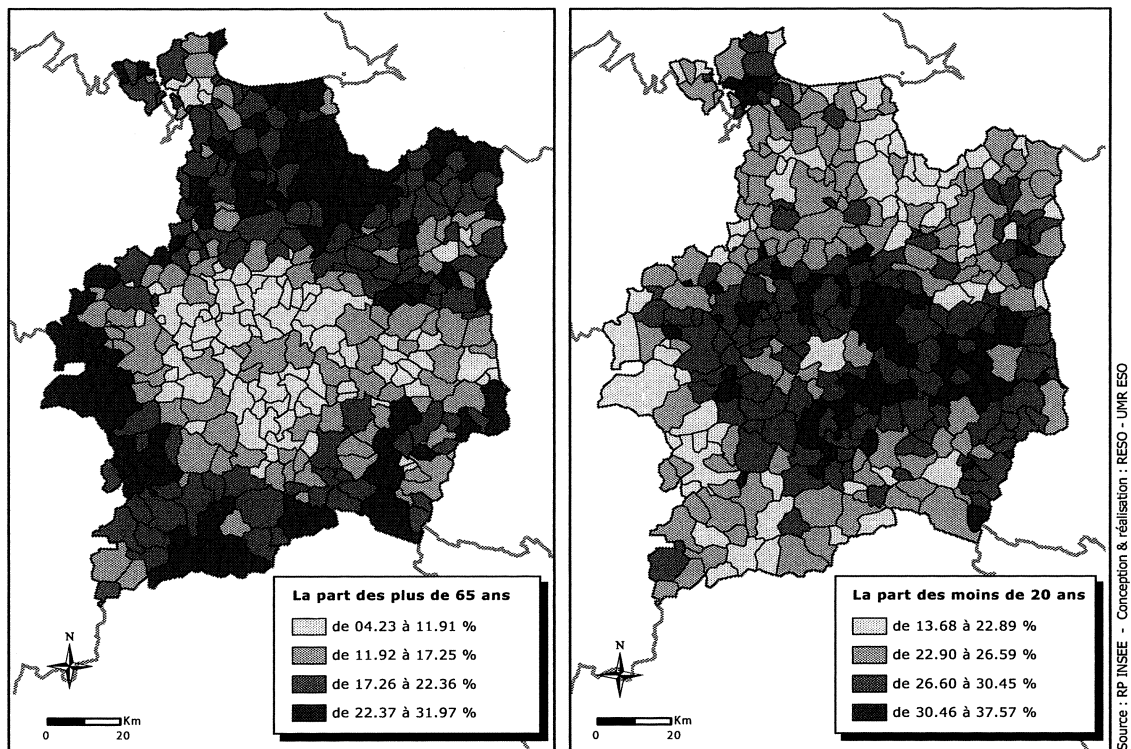 La part des plus de 65 ans
de 04.23 à 11.91 %
de 11.92 à 17.25 %
de 17.26 à 22.36 %
de 22.37 à 31.97 %
N
Km
0 20
La part des moins de 20 ans
de 13.68 à 22.89 %
de 22.90 à 26.59 %
de 26.60 à 30.45 %
de 30.46 à 37.57 %
N
Km
0 20
Source : RP INSEE - Conception & réalisation : RESO - UMR ESO